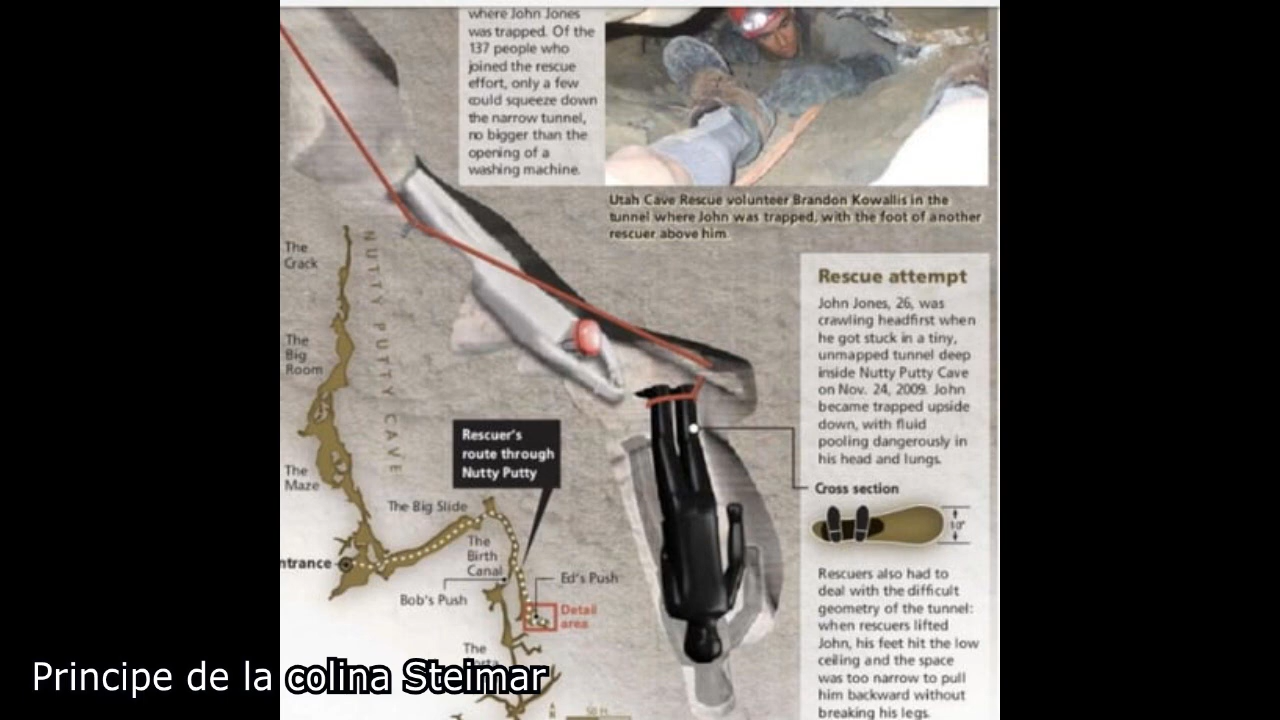 where John Jones
was trapped. Of the
137 people who
joined the rescue
effort, only a few
could squeeze down
the narrow tunnel,
no bigger than the
opening of a
washing machine.
Utah Cave Rescue volunteer Brandon Kowallis in the
tunnel where John was trapped, with the foot of another
rescuer above him
Rescue attempt
John Jones, 26, was
crawling headfirst when
he got stuck in a tiny,
unmapped tunnel deep
inside Nutty Putty Cave
on Nov. 24, 2009. John
became trapped upside
down, with fluid
pooling dangerously in
his head and lungs.
Cross section
10"
Rescuers also had to
deal with the difficult
geometry of the tunnel:
when rescuers lifted
John, his feet hit the low
ceiling and the space
was too narrow to pull
him backward without
breaking his legs.
NUTTY PUTTY CAVE
The
Crack
The
Big
Room
The
Maze
Rescuer's
route through
Nutty Putty
The Big Slide
The
Birth
Canal
ntrance
Ed's Push
Bob's Push
Detail
area
The
Principe de la colina Steimar
50 ft